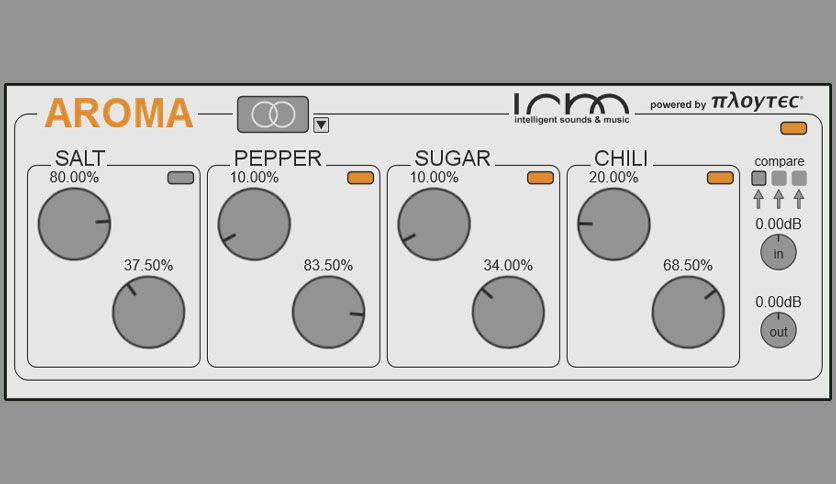 AROMA
irm
intelligent sounds & music
powered by πλογτεc®
SALT
80.00%
37.50%
PEPPER
10.00%
83.50%
SUGAR
10.00%
34.00%
CHILI
20.00%
68.50%
compare
0.00dB
in
0.00dB
out